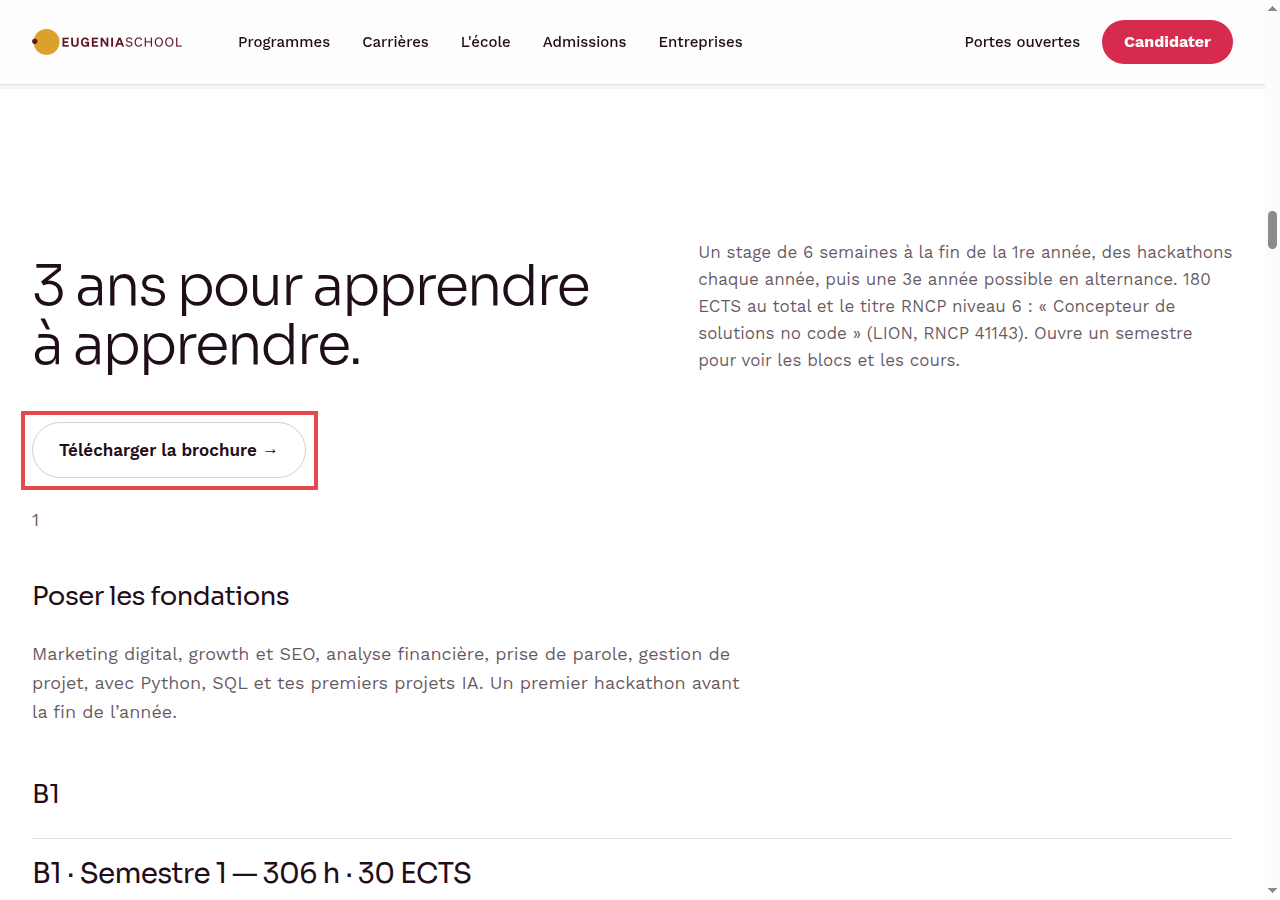 EUGENIASCHOOL
Programmes
Carrières
L'école
Admissions
Entreprises
Portes ouvertes
Candidater
3 ans pour apprendre
à apprendre.
Un stage de 6 semaines à la fin de la 1re année, des hackathons
chaque année, puis une 3e année possible en alternance. 180
ECTS au total et le titre RNCP niveau 6 : « Concepteur de
solutions no code » (LION, RNCP 41143). Ouvre un semestre
pour voir les blocs et les cours.
Télécharger la brochure →
1
Poser les fondations
Marketing digital, growth et SEO, analyse financière, prise de parole, gestion de
projet, avec Python, SQL et tes premiers projets IA. Un premier hackathon avant
la fin de l’année.
B1
B1 · Semestre 1 — 306 h · 30 ECTS